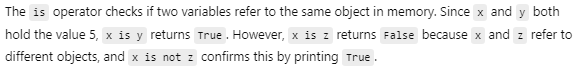 The is operator checks if two variables refer to the same object in memory. Since x and y both
hold the value 5, x is y returns True. However, x is z returns False because x and z refer to
different objects, and x is not z confirms this by printing True.